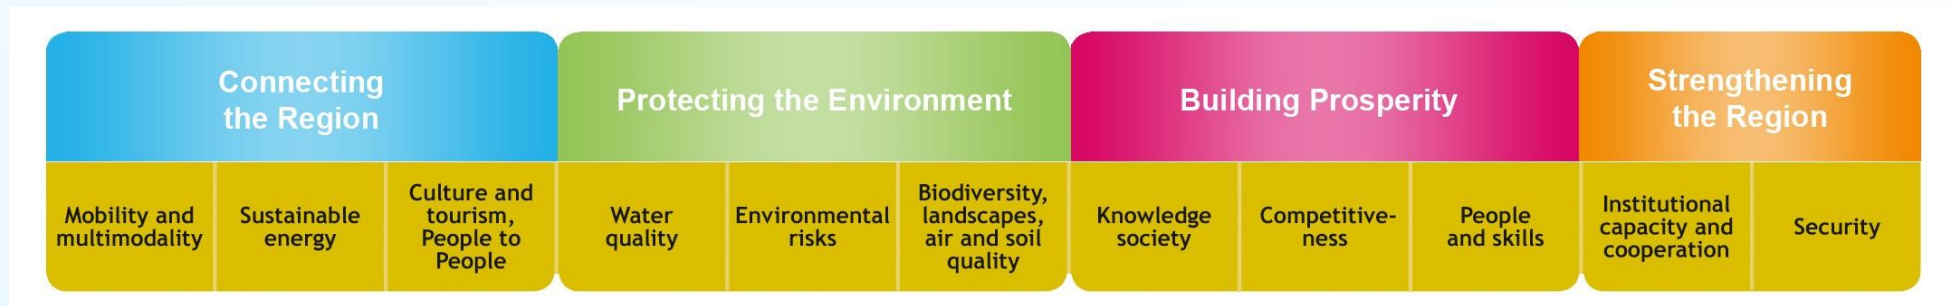 Connecting
the Region
Protecting the Environment
Building Prosperity
Strengthening
the Region
Mobility and
multimodality
Sustainable
energy
Culture and
tourism,
People to
People
Water
quality
Environmental
risks
Biodiversity,
landscapes,
air and soil
quality
Knowledge
society
Competitive-
ness
People
and skills
Institutional
capacity and
cooperation
Security